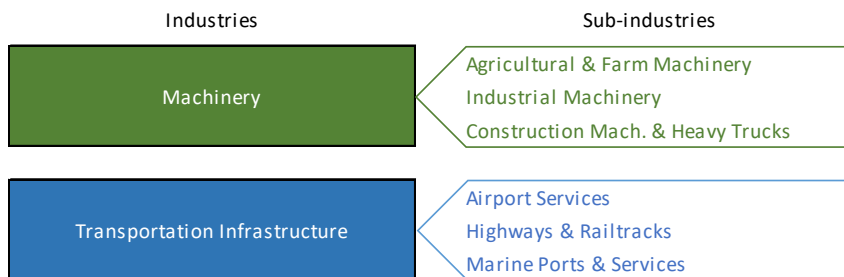 Industries
Sub-industries
Machinery
Agricultural & Farm Machinery
Industrial Machinery
Construction Mach. & Heavy Trucks
Transportation Infrastructure
Airport Services
Highways & Railtracks
Marine Ports & Services